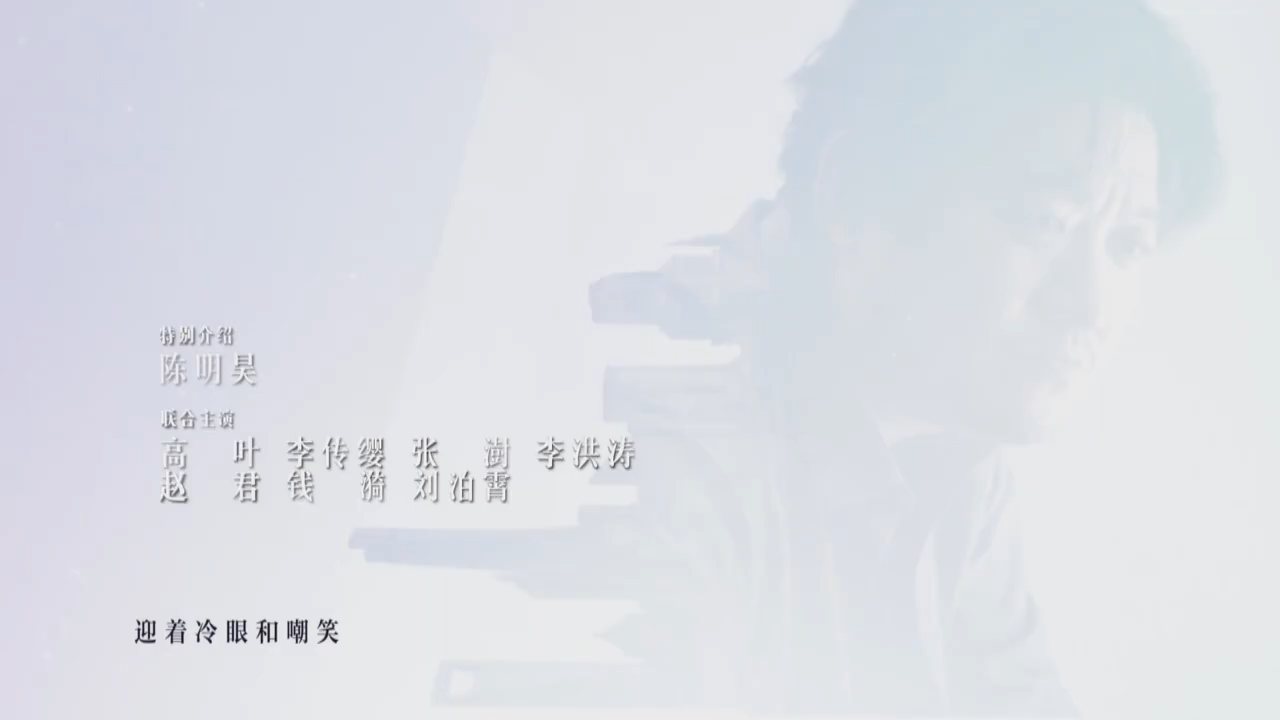 特别介绍
陈明昊
联合主演
高 叶 李传缨 张 澍 李洪涛
赵 君 钱 漪 刘泊霄
迎着冷眼和嘲笑